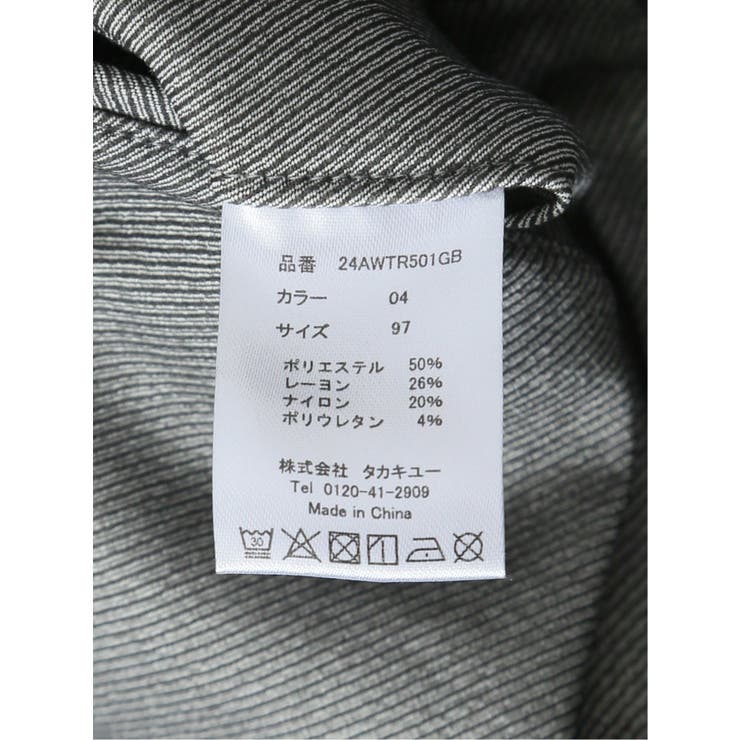 品番 24AWTR501GB
カラー 04
サイズ 97
ポリエステル 50%
レーヨン 26%
ナイロン 20%
ポリウレタン 4%
株式会社 タカキユー
Tel 0120-41-2909
Made in China
30